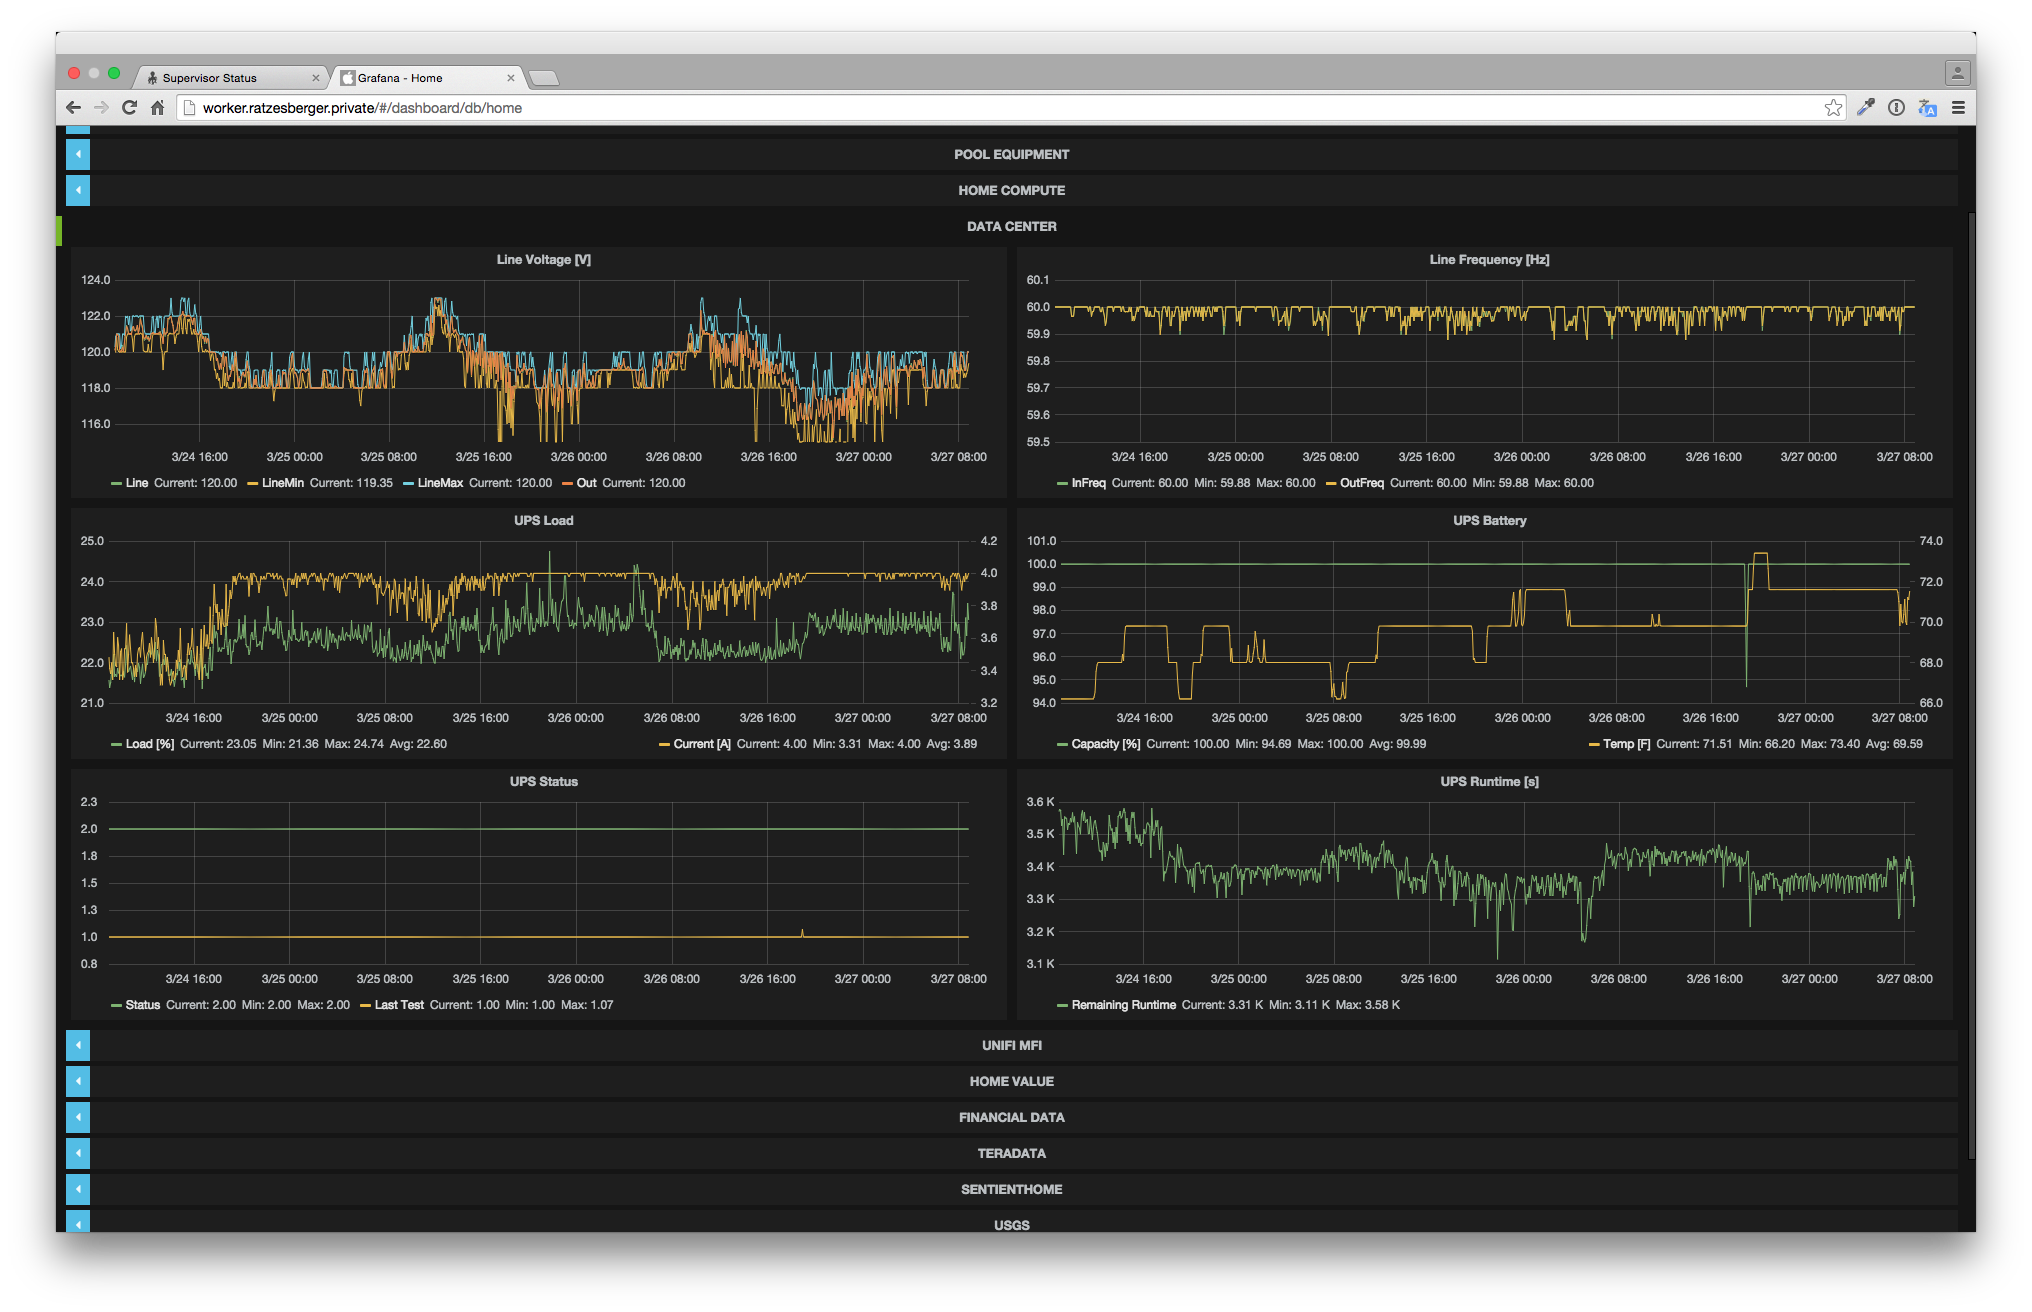 Supervisor Status
Grafana - Home
worker.ratzesberger.private/#/dashboard/db/home
POOL EQUIPMENT
HOME COMPUTE
DATA CENTER
Line Voltage [V]
124.0
122.0
120.0
118.0
116.0
3/24 16:00 3/25 00:00 3/25 08:00 3/25 16:00 3/26 00:00 3/26 08:00 3/26 16:00 3/27 00:00 3/27 08:00
Line Current: 120.00 LineMin Current: 119.35 LineMax Current: 120.00 Out Current: 120.00
Line Frequency [Hz]
60.1
60.0
59.9
59.8
59.7
59.6
59.5
3/24 16:00 3/25 00:00 3/25 08:00 3/25 16:00 3/26 00:00 3/26 08:00 3/26 16:00 3/27 00:00 3/27 08:00
InFreq Current: 60.00 Min: 59.88 Max: 60.00 OutFreq Current: 60.00 Min: 59.88 Max: 60.00
UPS Load
25.0 4.2
24.0 4.0
23.0 3.8
22.0 3.6
21.0 3.4
3.2
3/24 16:00 3/25 00:00 3/25 08:00 3/25 16:00 3/26 00:00 3/26 08:00 3/26 16:00 3/27 00:00 3/27 08:00
Load [%] Current: 23.05 Min: 21.36 Max: 24.74 Avg: 22.60 Current [A] Current: 4.00 Min: 3.31 Max: 4.00 Avg: 3.89
UPS Battery
101.0 74.0
100.0
99.0 72.0
98.0
97.0 70.0
96.0 68.0
95.0
94.0 66.0
3/24 16:00 3/25 00:00 3/25 08:00 3/25 16:00 3/26 00:00 3/26 08:00 3/26 16:00 3/27 00:00 3/27 08:00
Capacity [%] Current: 100.00 Min: 94.69 Max: 100.00 Avg: 99.99 Temp [F] Current: 71.51 Min: 66.20 Max: 73.40 Avg: 69.59
UPS Status
2.3
2.0
1.8
1.5
1.3
1.0
0.8
3/24 16:00 3/25 00:00 3/25 08:00 3/25 16:00 3/26 00:00 3/26 08:00 3/26 16:00 3/27 00:00 3/27 08:00
Status Current: 2.00 Min: 2.00 Max: 2.00 Last Test Current: 1.00 Min: 1.00 Max: 1.07
UPS Runtime [s]
3.6 K
3.5 K
3.4 K
3.3 K
3.2 K
3.1 K
3/24 16:00 3/25 00:00 3/25 08:00 3/25 16:00 3/26 00:00 3/26 08:00 3/26 16:00 3/27 00:00 3/27 08:00
Remaining Runtime Current: 3.31 K Min: 3.11 K Max: 3.58 K
UNIFI MFI
HOME VALUE
FINANCIAL DATA
TERADATA
SENTIENTHOME
USGS